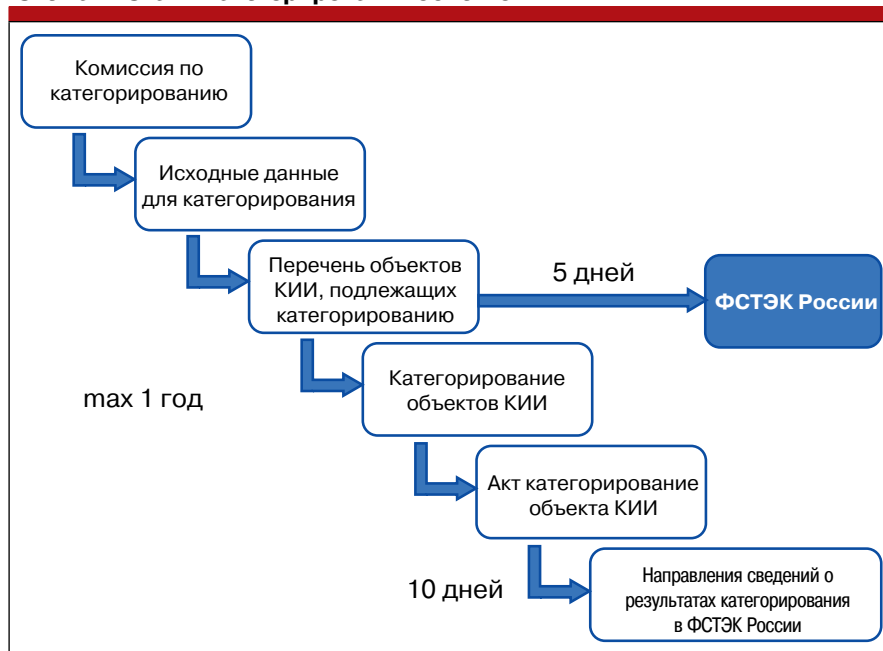 Комиссия по
категорированию
Исходные данные
для категорирования
Перечень объектов
КИИ, подлежащих
категорированию
5 дней
ФСТЭК России
Категорирование
объектов КИИ
max 1 год
Акт категорирование
объекта КИИ
10 дней
Направления сведений о
результатах категорирования
в ФСТЭК России